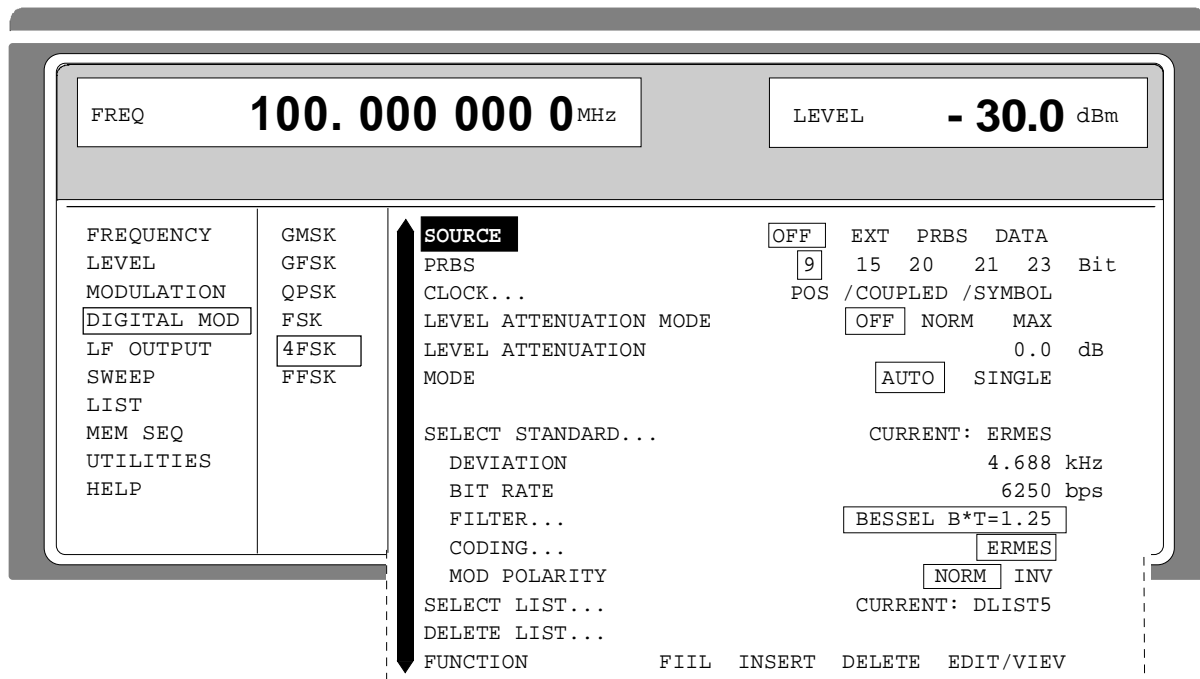 FREQ 100. 000 000 0 MHz LEVEL - 30.0 dBm
FREQUENCY
LEVEL
MODULATION
DIGITAL MOD
LF OUTPUT
SWEEP
LIST
MEM SEQ
UTILITIES
HELP
GMSK
GFSK
QPSK
FSK
4FSK
FFSK
SOURCE OFF EXT PRBS DATA
PRBS 9 15 20 21 23 Bit
CLOCK... POS /COUPLED /SYMBOL
LEVEL ATTENUATION MODE OFF NORM MAX
LEVEL ATTENUATION 0.0 dB
MODE AUTO SINGLE
SELECT STANDARD... CURRENT: ERMES
DEVIATION 4.688 kHz
BIT RATE 6250 bps
FILTER... BESSEL B*T=1.25
CODING... ERMES
MOD POLARITY NORM INV
SELECT LIST... CURRENT: DLIST5
DELETE LIST...
FUNCTION FIIL INSERT DELETE EDIT/VIEV